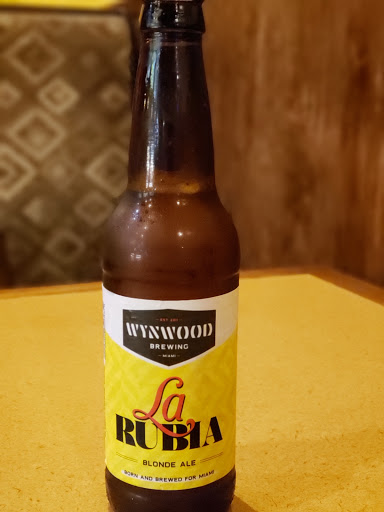 WYNWOOD
BREWING
MIAMI
La
RUBIA
BLONDE ALE
BORN AND BREWED FOR MIAMI